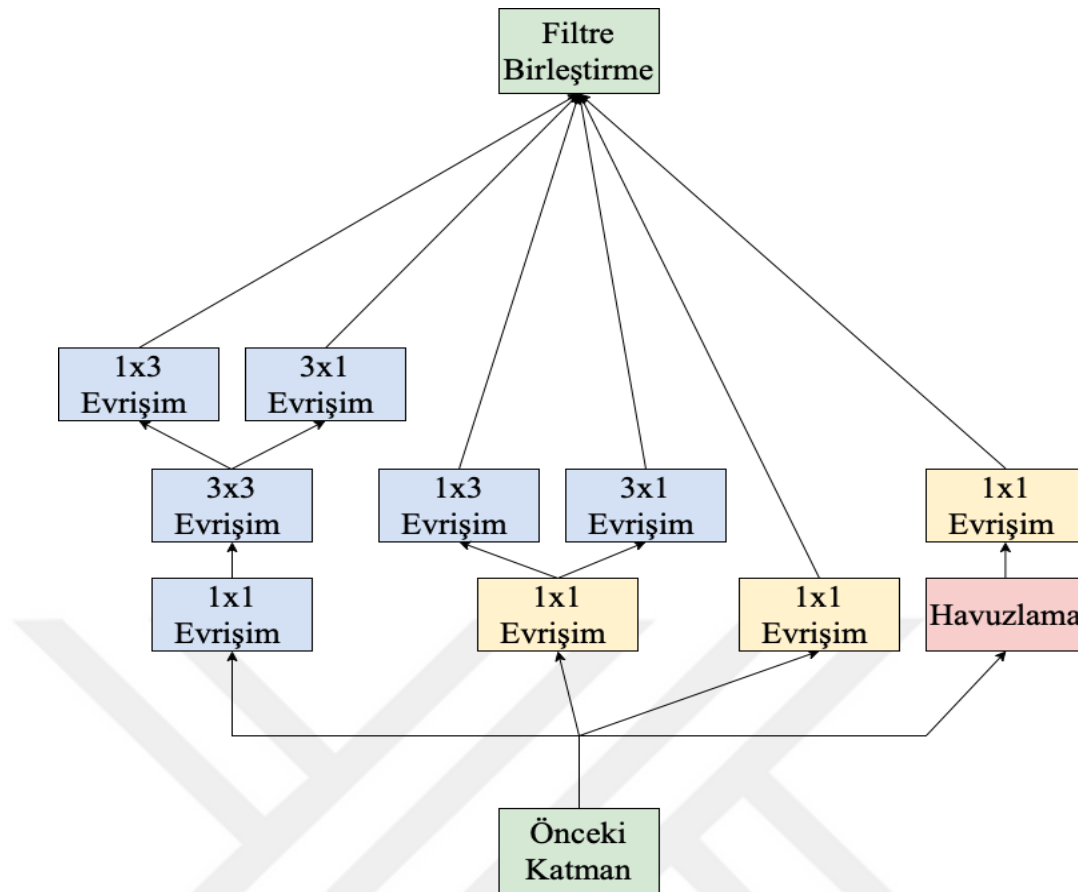 Filtre
Birleştirme
1x3
Evrişim
3x1
Evrişim
3x3
Evrişim
1x3
Evrişim
3x1
Evrişim
1x1
Evrişim
1x1
Evrişim
1x1
Evrişim
1x1
Evrişim
Havuzlama
Önceki
Katman